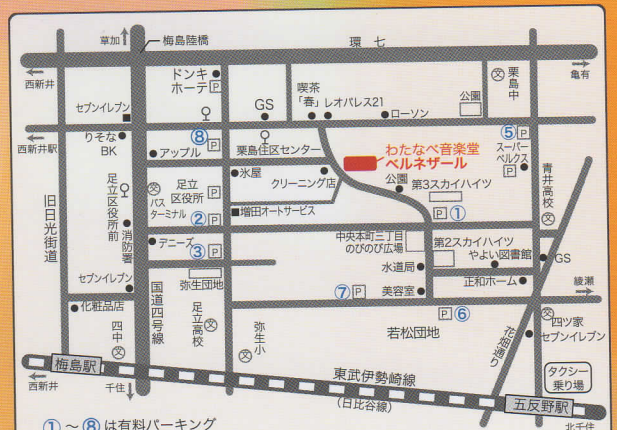 草加
梅島陸橋
環七
西新井
亀有
ドンキ
ホーテ
P
セブンイレブン
GS
喫茶
「春」
レオパレス21
ローソン
公園
文
栗島中
りそな
BK
西新井駅
⑧
P
アップル
栗島住区センター
わたなべ音楽堂
ベルネザール
⑤
P
スーパー
ベルクス
P
青井高校
文
旧日光街道
足立区役所前
消防署
文
バス
ターミナル
足立
区役所
P
氷屋
クリーニング店
公園
第3スカイハイツ
②
P
増田オートサービス
P
①
デニーズ
③
P
中央本町三丁目
のびのび広場
第2スカイハイツ
やよい図書館
GS
水道局
セブンイレブン
弥生団地
正和ホーム
綾瀬
化粧品店
国道四号線
足立高校
文
⑦
P
美容室
P
⑥
四中
文
弥生小
文
若松団地
花畑通り
文
四ツ家
セブンイレブン
梅島駅
西新井
千住
東武伊勢崎線
(日比谷線)
タクシー
乗り場
五反野駅
北千住
①〜⑧は有料パーキング